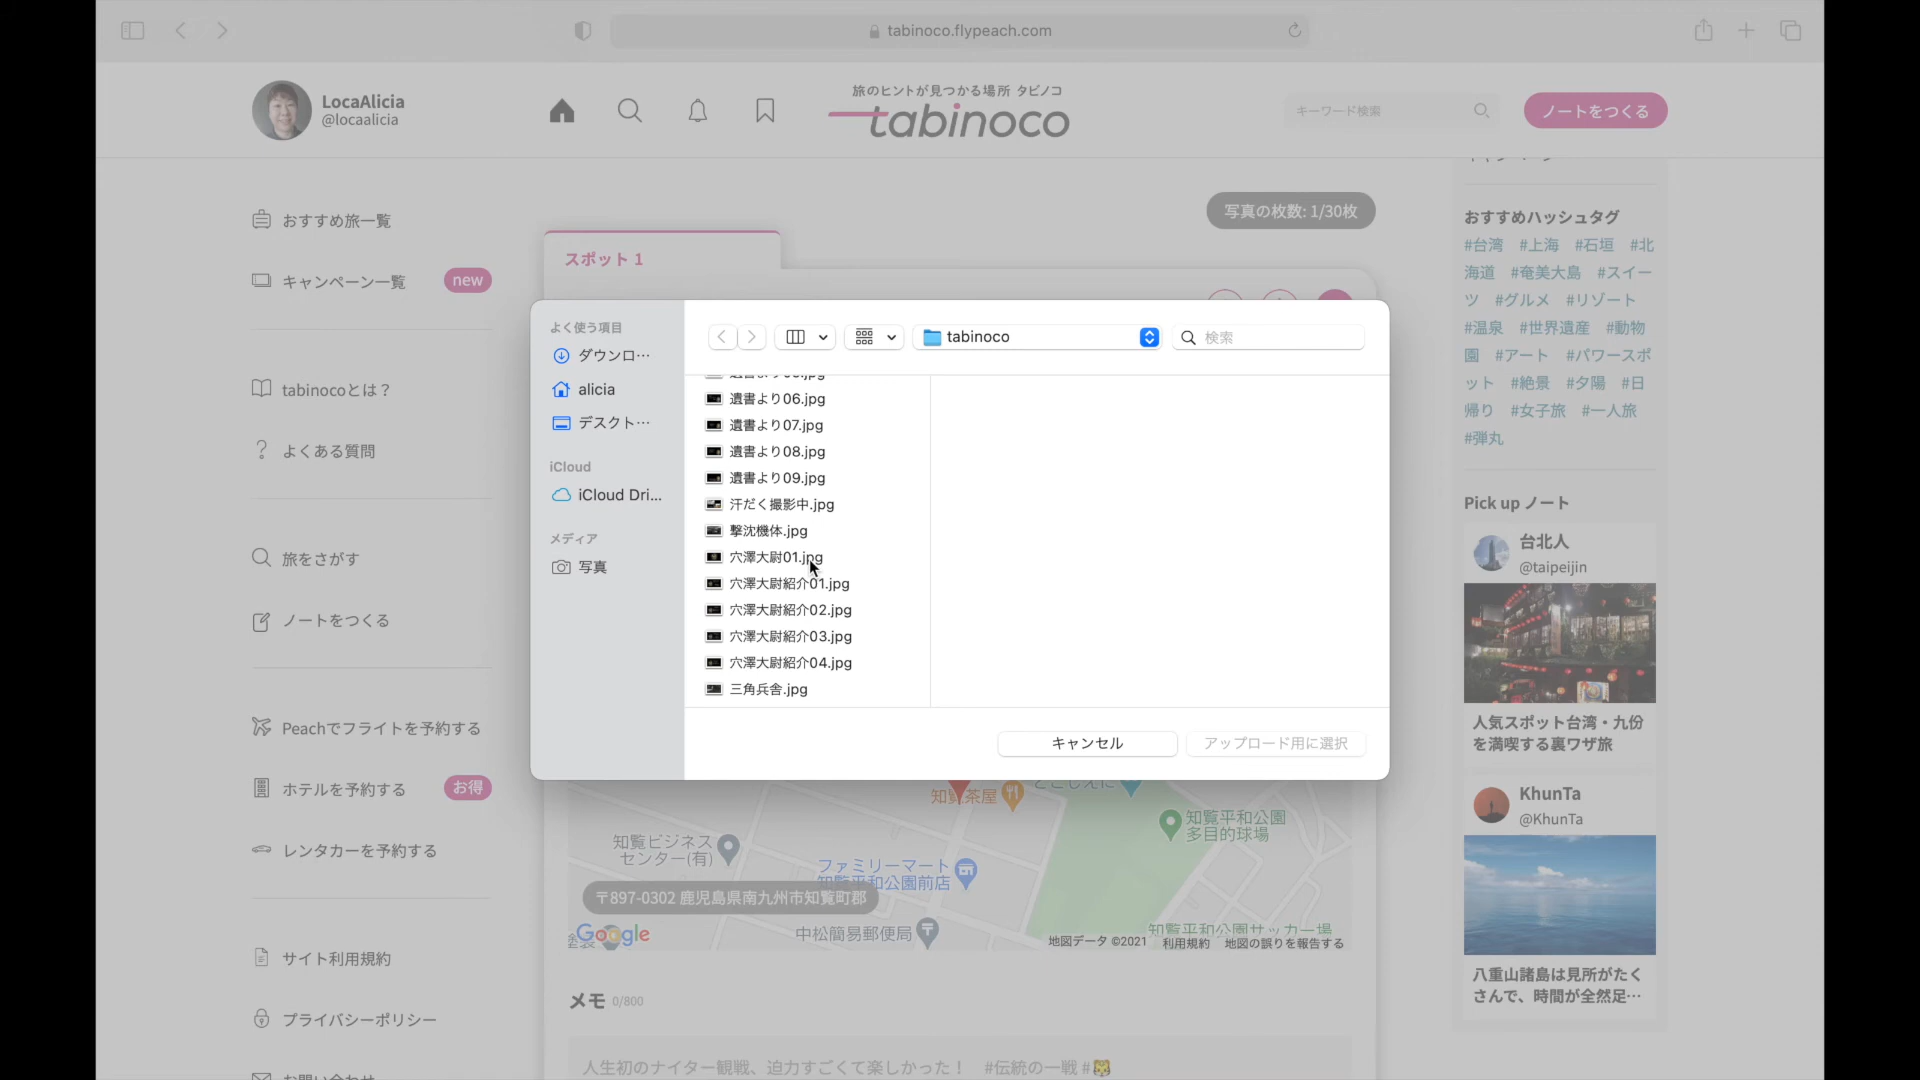 tabinoco.flypeach.com
LocaAlicia
@locaalicia
旅のヒントが見つかる場所 タビノコ
tabinoco
キーワード検索
ノートをつくる
おすすめ旅一覧
キャンペーン一覧
new
tabinocoとは？
よくある質問
旅をさがす
ノートをつくる
Peachでフライトを予約する
ホテルを予約する
お得
レンタカーを予約する
サイト利用規約
プライバシーポリシー
お問い合わせ
写真の枚数: 1/30枚
スポット 1
よく使う項目
ダウンロ…
alicia
デスクト…
iCloud
iCloud Dri...
メディア
写真
tabinoco
検索
遺書より06.jpg
遺書より07.jpg
遺書より08.jpg
遺書より09.jpg
汗だく撮影中.jpg
撃沈機体.jpg
穴澤大尉01.jpg
穴澤大尉紹介01.jpg
穴澤大尉紹介02.jpg
穴澤大尉紹介03.jpg
穴澤大尉紹介04.jpg
三角兵舎.jpg
キャンセル
アップロード用に選択
知覧茶屋
知覧平和公園
多目的球場
知覧ビジネス
センター(有)
ファミリーマート
知覧平和公園前店
〒897-0302 鹿児島県南九州市知覧町郡
Google
中松簡易郵便局
知覧平和公園サッカー場
地図データ ©2021
利用規約
地図の誤りを報告する
メモ 0/800
人生初のナイター観戦、迫力すごくて楽しかった！ #伝統の一戦 #🐯
おすすめハッシュタグ
#台湾 #上海 #石垣 #北
海道 #奄美大島 #スイー
ツ #グルメ #リゾート
#温泉 #世界遺産 #動物
園 #アート #パワースポ
ット #絶景 #夕陽 #日
帰り #女子旅 #一人旅
#弾丸
Pick up ノート
台北人
@taipeijin
人気スポット台湾・九份
を満喫する裏ワザ旅
KhunTa
@KhunTa
八重山諸島は見所がたく
さんで、時間が全然足…